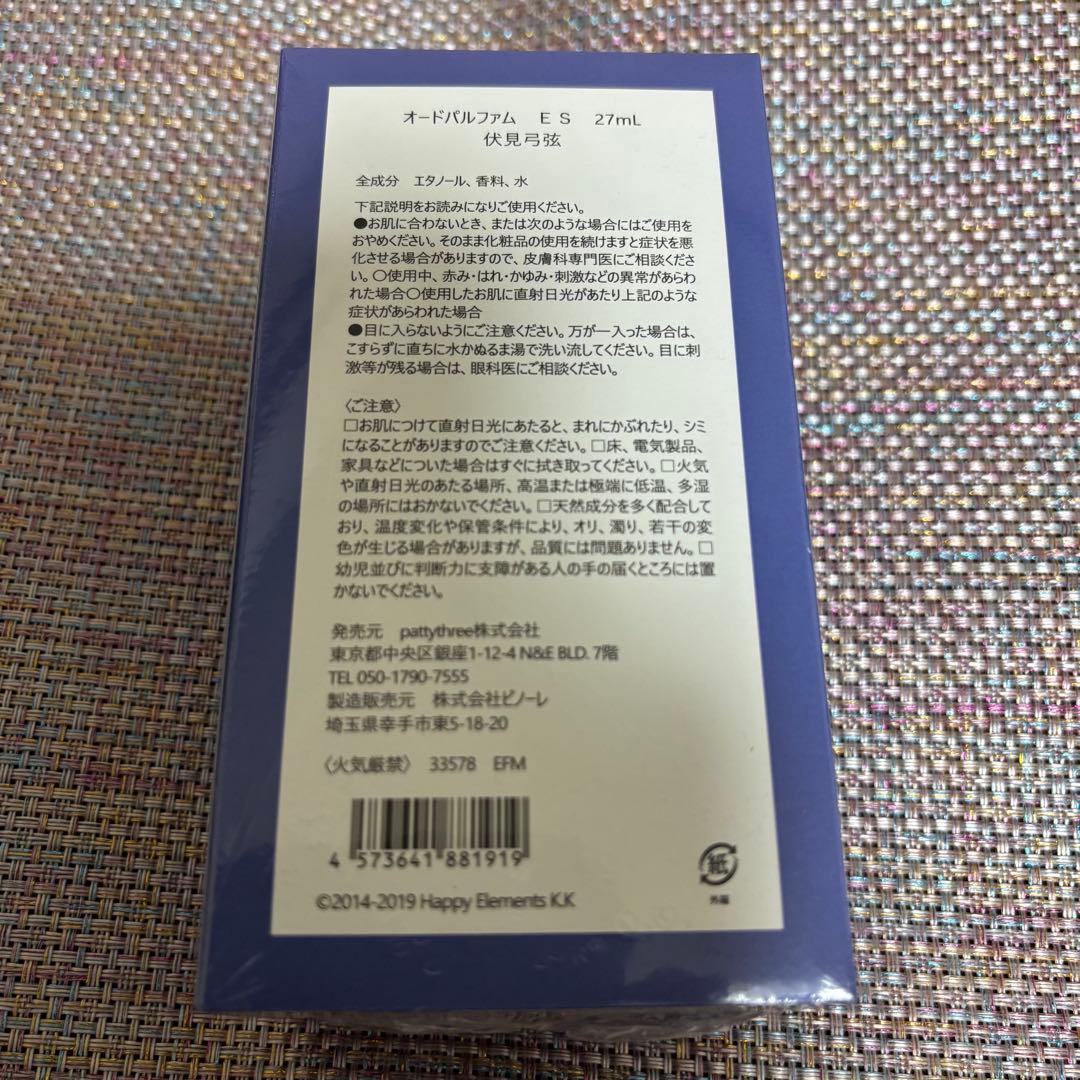 オードパルファム　ＥＳ　27mL
伏見弓弦
全成分　エタノール、香料、水
下記説明をお読みになりご使用ください。
●お肌に合わないとき、または次のような場合にはご使用を
おやめください。そのまま化粧品の使用を続けますと症状を悪
化させる場合がありますので、皮膚科専門医にご相談くださ
い。○使用中、赤み・はれ・かゆみ・刺激などの異常があらわ
れた場合○使用したお肌に直射日光があたり上記のような
症状があらわれた場合
●目に入らないようにご注意ください。万が一入った場合は、
こすらずに直ちに水かぬるま湯で洗い流してください。目に刺
激等が残る場合は、眼科医にご相談ください。
〈ご注意〉
□お肌につけて直射日光にあたると、まれにかぶれたり、シミ
になることがありますのでご注意ください。□床、電気製品、
家具などについた場合はすぐに拭き取ってください。□火気
や直射日光のあたる場所、高温または極端に低温、多湿
の場所にはおかないでください。□天然成分を多く配合して
おり、温度変化や保管条件により、オリ、濁り、若干の変
色が生じる場合がありますが、品質には問題ありません。□
幼児並びに判断力に支障がある人の手の届くところには置
かないでください。
発売元　pattythree株式会社
東京都中央区銀座1-12-4 N&E BLD. 7階
TEL 050-1790-7555
製造販売元　株式会社ピノーレ
埼玉県幸手市東5-18-20
〈火気厳禁〉　33578　EFM
4 573641 881919
紙
外箱
©2014-2019 Happy Elements K.K